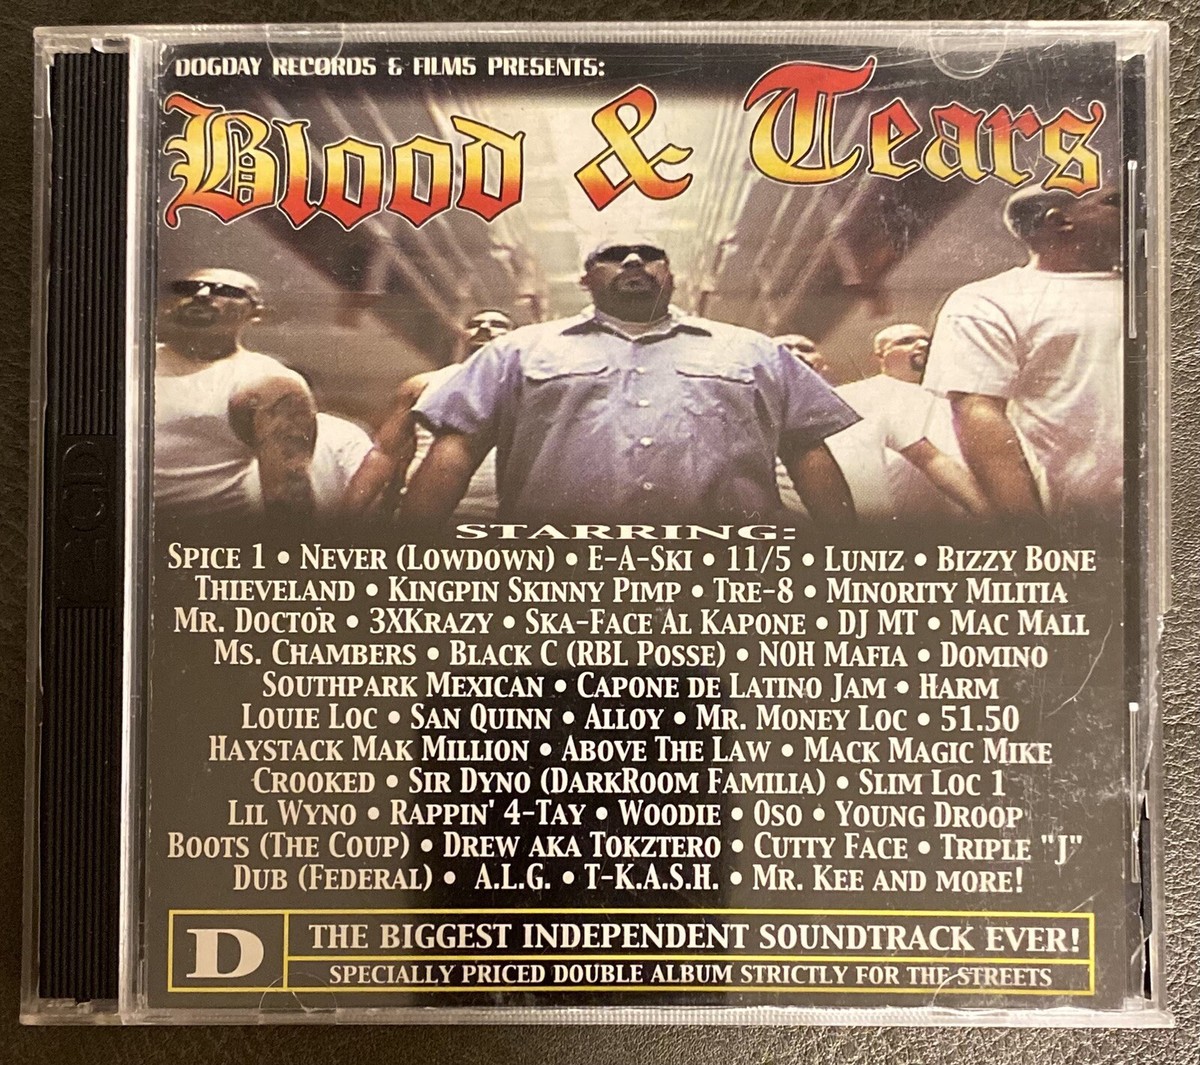 DOGDAY RECORDS & FILMS PRESENTS:
Blood & Tears
STARRING:
SPICE 1 • NEVER (LOWDOWN) • E-A-SKI • 11/5 • LUNIZ • BIZZY BONE
THIEVELAND • KINGPIN SKINNY PIMP • TRE-8 • MINORITY MILITIA
MR. DOCTOR • 3XKRAZY • SKA-FACE AL KAPONE • DJ MT • MAC MALL
MS. CHAMBERS • BLACK C (RBL POSSE) • NOH MAFIA • DOMINO
SOUTHPARK MEXICAN • CAPONE DE LATINO JAM • HARM
LOUIE LOC • SAN QUINN • ALLOY • MR. MONEY LOC • 51.50
HAYSTACK MAK MILLION • ABOVE THE LAW • MACK MAGIC MIKE
CROOKED • SIR DYNO (DARKROOM FAMILIA) • SLIM LOC 1
LIL WYNO • RAPPIN' 4-TAY • WOODIE • OSO • YOUNG DROOP
BOOTS (THE COUP) • DREW AKA TOKZTERO • CUTTY FACE • TRIPLE "J"
DUB (FEDERAL) • A.L.G. • T-K.A.S.H. • MR. KEE AND MORE!
D
THE BIGGEST INDEPENDENT SOUNDTRACK EVER!
SPECIALLY PRICED DOUBLE ALBUM STRICTLY FOR THE STREETS
2CD